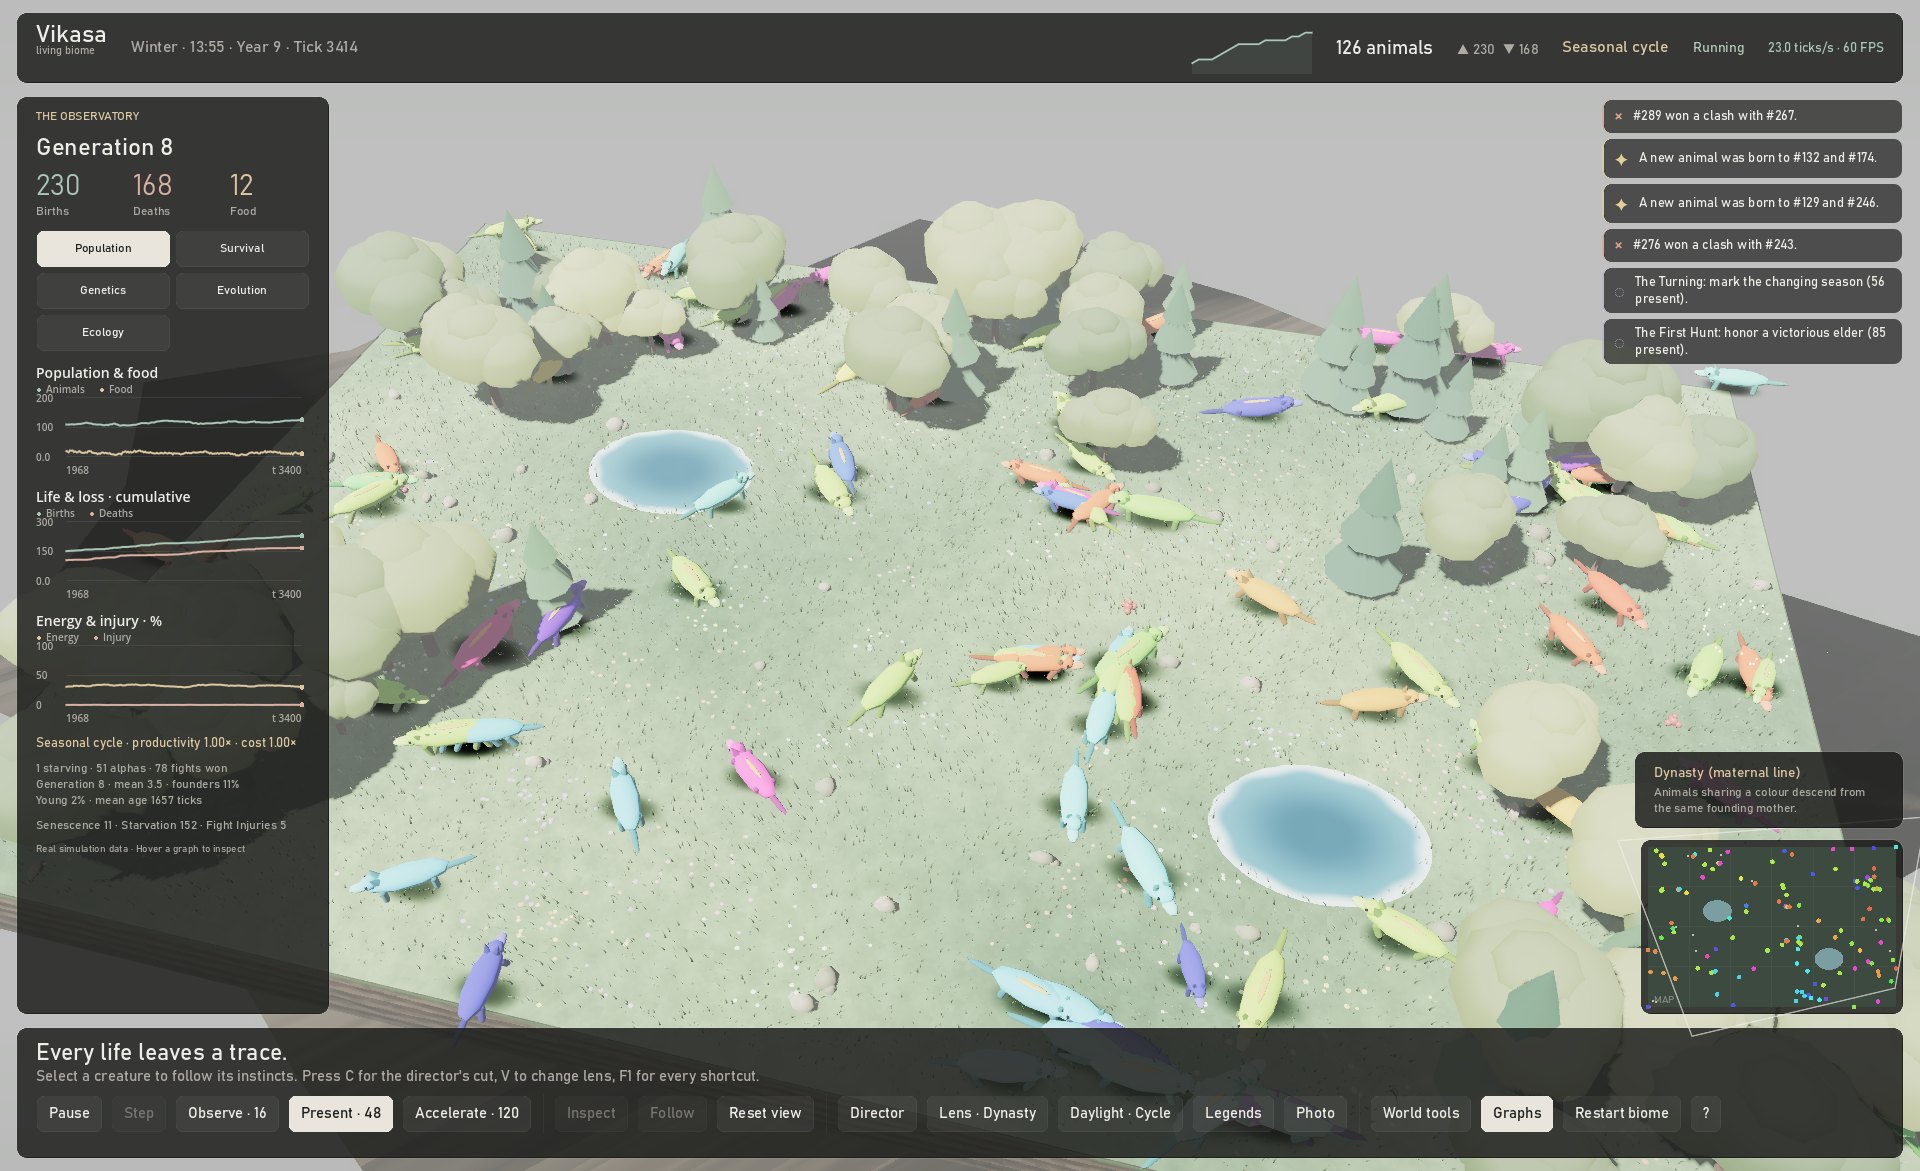 Vikasa
living biome
Winter · 13:55 · Year 9 · Tick 3414
126 animals
▲ 230 ▼ 168
Seasonal cycle
Running
23.0 ticks/s · 60 FPS
THE OBSERVATORY
Generation 8
230
168
12
Births
Deaths
Food
Population
Survival
Genetics
Evolution
Ecology
Population & food
• Animals • Food
200
100
0.0
1968
t 3400
Life & loss · cumulative
• Births • Deaths
300
150
0.0
1968
t 3400
Energy & injury · %
• Energy • Injury
100
50
0
1968
t 3400
Seasonal cycle · productivity 1.00× · cost 1.00×
1 starving · 51 alphas · 78 fights won
Generation 8 · mean 3.5 · founders 11%
Young 2% · mean age 1657 ticks
Senescence 11 · Starvation 152 · Fight Injuries 5
Real simulation data · Hover a graph to inspect
× #289 won a clash with #267.
✦ A new animal was born to #132 and #174.
✦ A new animal was born to #129 and #246.
× #276 won a clash with #243.
The Turning: mark the changing season (56
present).
The First Hunt: honor a victorious elder (85
present).
Dynasty (maternal line)
Animals sharing a colour descend from
the same founding mother.
MAP
Every life leaves a trace.
Select a creature to follow its instincts. Press C for the director's cut, V to change lens, F1 for every shortcut.
Pause
Step
Observe · 16
Present · 48
Accelerate · 120
Inspect
Follow
Reset view
Director
Lens · Dynasty
Daylight · Cycle
Legends
Photo
World tools
Graphs
Restart biome
?